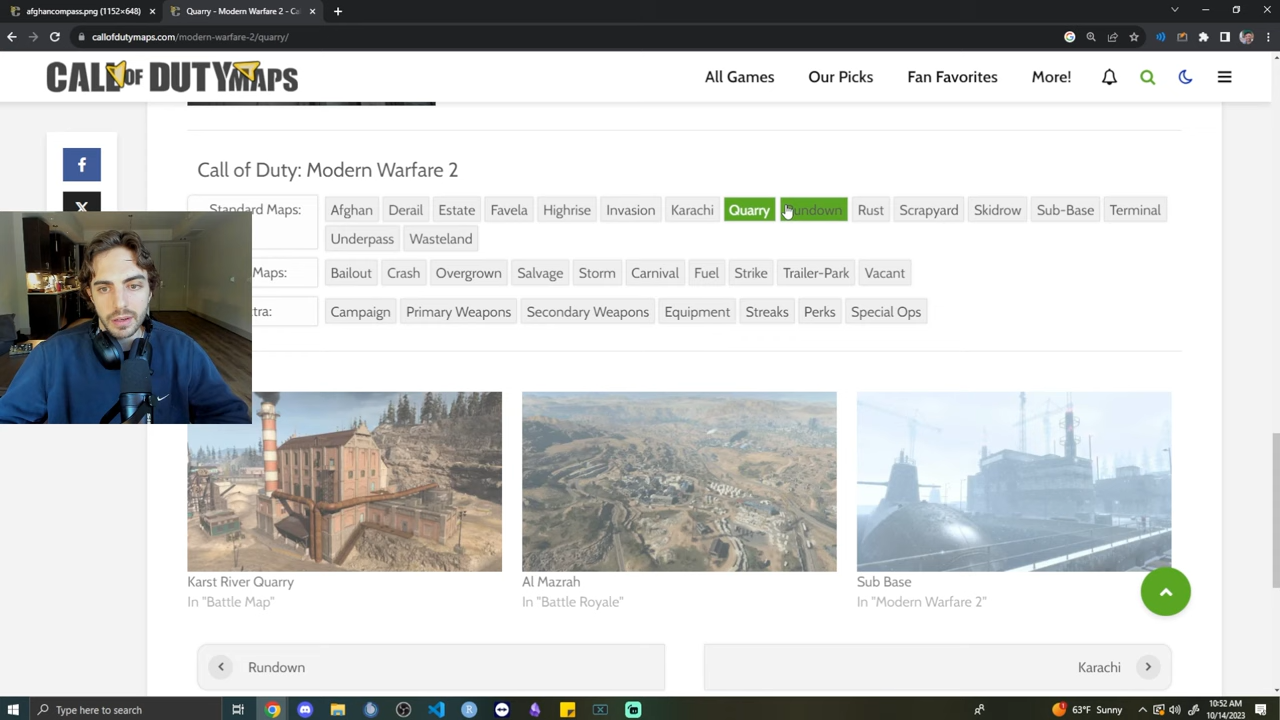 afghancompass.png (1152×648)
Quarry - Modern Warfare 2 - Ca
callofdutymaps.com/modern-warfare-2/quarry/
CALL OF DUTY MAPS
All Games
Our Picks
Fan Favorites
More!
Call of Duty: Modern Warfare 2
Standard Maps:
Afghan
Derail
Estate
Favela
Highrise
Invasion
Karachi
Quarry
Rundown
Rust
Scrapyard
Skidrow
Sub-Base
Terminal
Underpass
Wasteland
Maps:
Bailout
Crash
Overgrown
Salvage
Storm
Carnival
Fuel
Strike
Trailer-Park
Vacant
tra:
Campaign
Primary Weapons
Secondary Weapons
Equipment
Streaks
Perks
Special Ops
Karst River Quarry
In "Battle Map"
Al Mazrah
In "Battle Royale"
Sub Base
In "Modern Warfare 2"
Rundown
Karachi
Type here to search
63°F Sunny
10:52 AM
10/14/2023